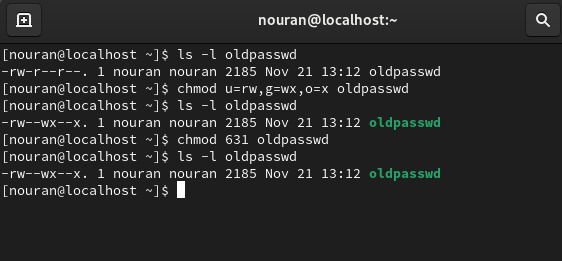 nouran@localhost:~
[nouran@localhost ~]$ ls -l oldpasswd
-rw-r--r--. 1 nouran nouran 2185 Nov 21 13:12 oldpasswd
[nouran@localhost ~]$ chmod u=rw,g=wx,o=x oldpasswd
[nouran@localhost ~]$ ls -l oldpasswd
-rw--wx--x. 1 nouran nouran 2185 Nov 21 13:12 oldpasswd
[nouran@localhost ~]$ chmod 631 oldpasswd
[nouran@localhost ~]$ ls -l oldpasswd
-rw--wx--x. 1 nouran nouran 2185 Nov 21 13:12 oldpasswd
[nouran@localhost ~]$